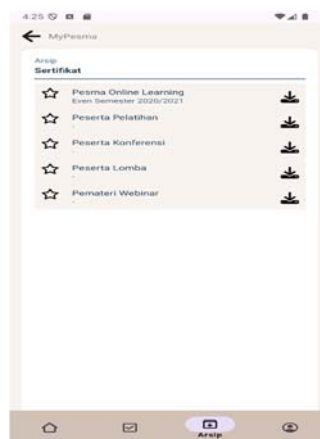 4:25
MyPesma
Arsip
Sertifikat
Pesma Online Learning
Even Semester 2020/2021
Peserta Pelatihan
-
Peserta Konferensi
-
Peserta Lomba
-
Pemateri Webinar
-
Arsip